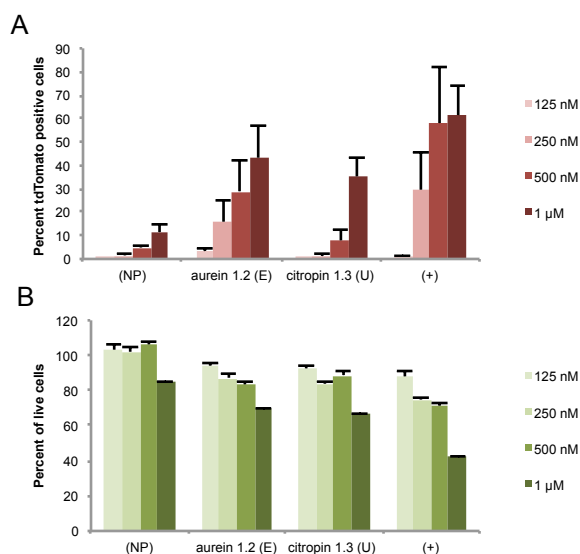 A
Percent tdTomato positive cells
90
80
70
60
50
40
30
20
10
0
(NP)
aurein 1.2 (E)
citropin 1.3 (U)
(+)
125 nM
250 nM
500 nM
1 µM
B
Percent of live cells
120
100
80
60
40
20
0
(NP)
aurein 1.2 (E)
citropin 1.3 (U)
(+)
125 nM
250 nM
500 nM
1 µM